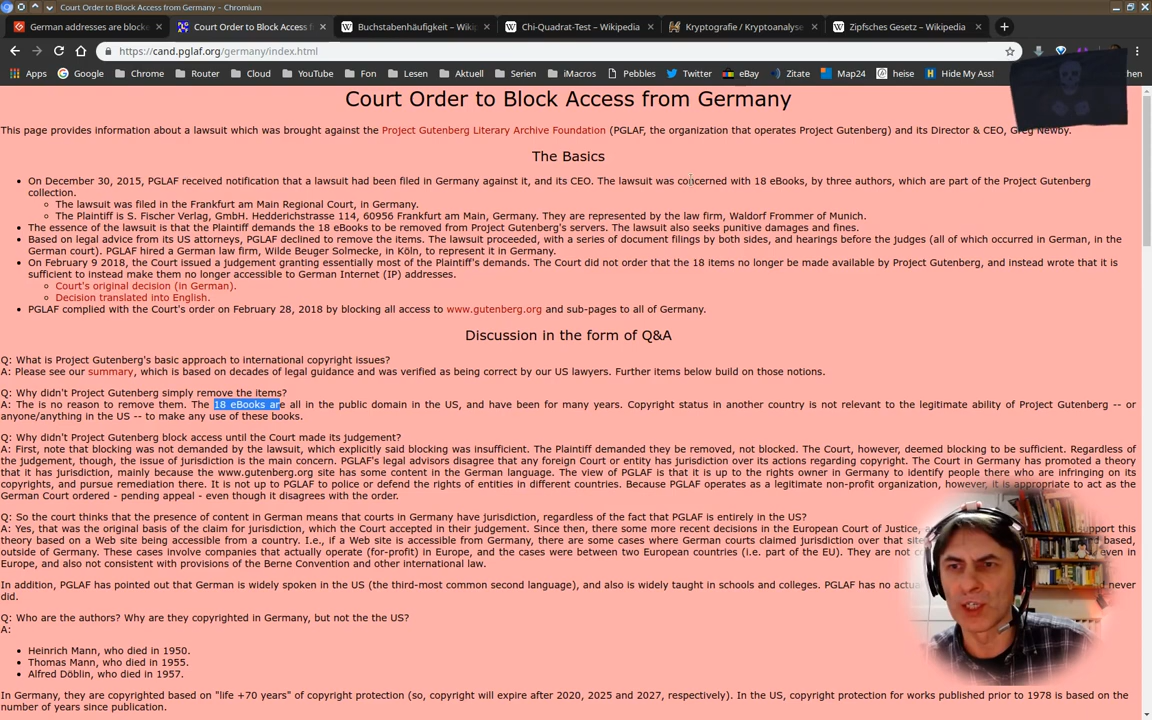 Court Order to Block Access from Germany – Chromium
German addresses are blocke
Court Order to Block Access f
Buchstabenhäufigkeit – Wikip
Chi-Quadrat-Test – Wikipedia
Kryptografie / Kryptoanalyse
Zipfsches Gesetz – Wikipedia
https://cand.pglaf.org/germany/index.html
Apps Google Chrome Router Cloud YouTube Fon Lesen Aktuell Serien iMacros Pebbles Twitter eBay Zitate Map24 heise Hide My Ass!
Court Order to Block Access from Germany
This page provides information about a lawsuit which was brought against the Project Gutenberg Literary Archive Foundation (PGLAF, the organization that operates Project Gutenberg) and its Director & CEO, Greg Newby.
The Basics
• On December 30, 2015, PGLAF received notification that a lawsuit had been filed in Germany against it, and its CEO. The lawsuit was concerned with 18 eBooks, by three authors, which are part of the Project Gutenberg
collection.
The lawsuit was filed in the Frankfurt am Main Regional Court, in Germany.
The Plaintiff is S. Fischer Verlag, GmbH. Hedderichstrasse 114, 60956 Frankfurt am Main, Germany. They are represented by the law firm, Waldorf Frommer of Munich.
• The essence of the lawsuit is that the Plaintiff demands the 18 eBooks to be removed from Project Gutenberg's servers. The lawsuit also seeks punitive damages and fines.
• Based on legal advice from its US attorneys, PGLAF declined to remove the items. The lawsuit proceeded, with a series of document filings by both sides, and hearings before the judges (all of which occurred in German, in the
German court). PGLAF hired a German law firm, Wilde Beuger Solmecke, in Köln, to represent it in Germany.
• On February 9 2018, the Court issued a judgement granting essentially most of the Plaintiff's demands. The Court did not order that the 18 items no longer be made available by Project Gutenberg, and instead wrote that it is
sufficient to instead make them no longer accessible to German Internet (IP) addresses.
Court's original decision (in German).
Decision translated into English.
• PGLAF complied with the Court's order on February 28, 2018 by blocking all access to www.gutenberg.org and sub-pages to all of Germany.
Discussion in the form of Q&A
Q: What is Project Gutenberg's basic approach to international copyright issues?
A: Please see our summary, which is based on decades of legal guidance and was verified as being correct by our US lawyers. Further items below build on those notions.
Q: Why didn't Project Gutenberg simply remove the items?
A: The is no reason to remove them. The 18 eBooks are all in the public domain in the US, and have been for many years. Copyright status in another country is not relevant to the legitimate ability of Project Gutenberg -- or
anyone/anything in the US -- to make any use of these books.
Q: Why didn't Project Gutenberg block access until the Court made its judgement?
A: First, note that blocking was not demanded by the lawsuit, which explicitly said blocking was insufficient. The Plaintiff demanded they be removed, not blocked. The Court, however, deemed blocking to be sufficient. Regardless of
the judgement, though, the issue of jurisdiction is the main concern. PGLAF's legal advisors disagree that any foreign Court or entity has jurisdiction over its actions regarding copyright. The Court in Germany has promoted a theory
that it has jurisdiction, mainly because the www.gutenberg.org site has some content in the German language. The view of PGLAF is that it is up to the rights owner in Germany to identify people there who are infringing on its
copyrights, and pursue remediation there. It is not up to PGLAF to police or defend the rights of entities in different countries. Because PGLAF operates as a legitimate non-profit organization, however, it is appropriate to act as the
German Court ordered - pending appeal - even though it disagrees with the order.
Q: So the court thinks that the presence of content in German means that courts in Germany have jurisdiction, regardless of the fact that PGLAF is entirely in the US?
A: Yes, that was the original basis of the claim for jurisdiction, which the Court accepted in their judgement. Since then, there some more recent decisions in the European Court of Justice, support this
theory based on a Web site being accessible from a country. I.e., if a Web site is accessible from Germany, there are some cases where German courts claimed jurisdiction over that site based,
outside of Germany. These cases involve companies that actually operate (for-profit) in Europe, and the cases were between two European countries (i.e. part of the EU). They are not even in
Europe, and also not consistent with provisions of the Berne Convention and other international law.
In addition, PGLAF has pointed out that German is widely spoken in the US (the third-most common second language), and also is widely taught in schools and colleges. PGLAF has no never
did.
Q: Who are the authors? Why are they copyrighted in Germany, but not the the US?
A:
• Heinrich Mann, who died in 1950.
• Thomas Mann, who died in 1955.
• Alfred Döblin, who died in 1957.
In Germany, they are copyrighted based on "life +70 years" of copyright protection (so, copyright will expire after 2020, 2025 and 2027, respectively). In the US, copyright protection for works published prior to 1978 is based on the
number of years since publication.